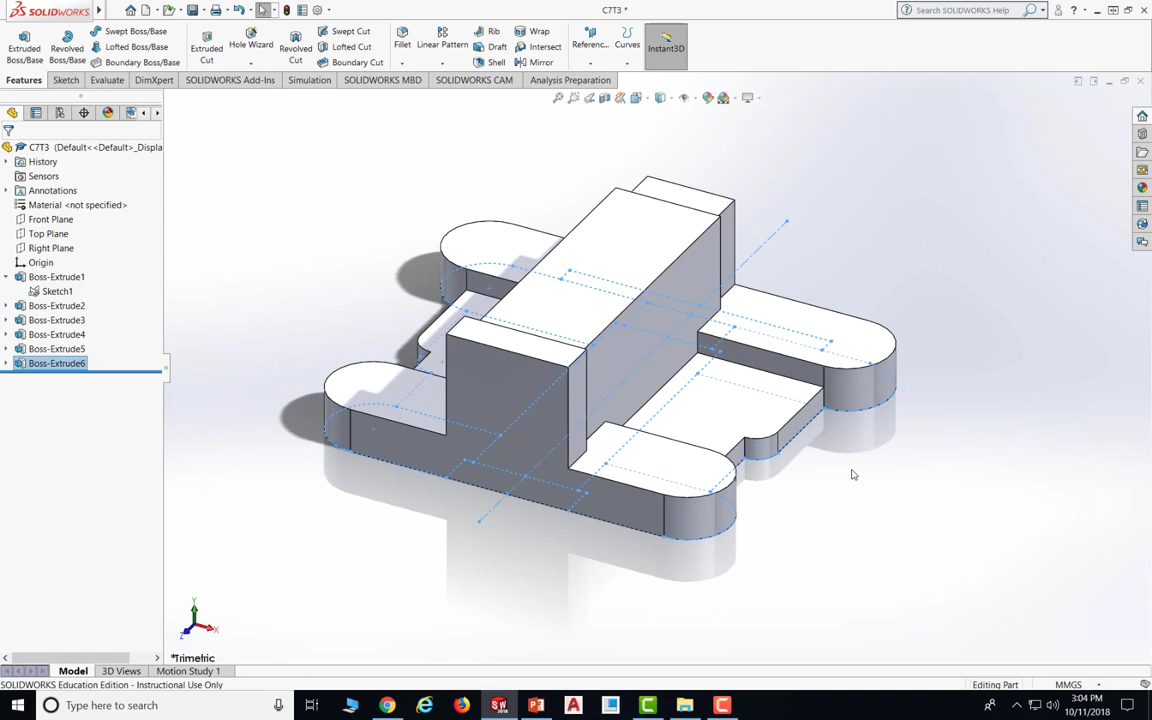 SOLIDWORKS
C7T3 *
Search SOLIDWORKS Help
Extruded Boss/Base
Revolved Boss/Base
Swept Boss/Base
Lofted Boss/Base
Boundary Boss/Base
Extruded Cut
Hole Wizard
Revolved Cut
Swept Cut
Lofted Cut
Boundary Cut
Fillet
Linear Pattern
Rib
Draft
Shell
Wrap
Intersect
Mirror
Referenc...
Curves
Instant3D
Features Sketch Evaluate DimXpert SOLIDWORKS Add-Ins Simulation SOLIDWORKS MBD SOLIDWORKS CAM Analysis Preparation
C7T3 (Default<<Default>_Displa
History
Sensors
Annotations
Material <not specified>
Front Plane
Top Plane
Right Plane
Origin
Boss-Extrude1
Sketch1
Boss-Extrude2
Boss-Extrude3
Boss-Extrude4
Boss-Extrude5
Boss-Extrude6
Y
Z
X
*Trimetric
Model 3D Views Motion Study 1
SOLIDWORKS Education Edition - Instructional Use Only
Editing Part
MMGS
Type here to search
3:04 PM
10/11/2018